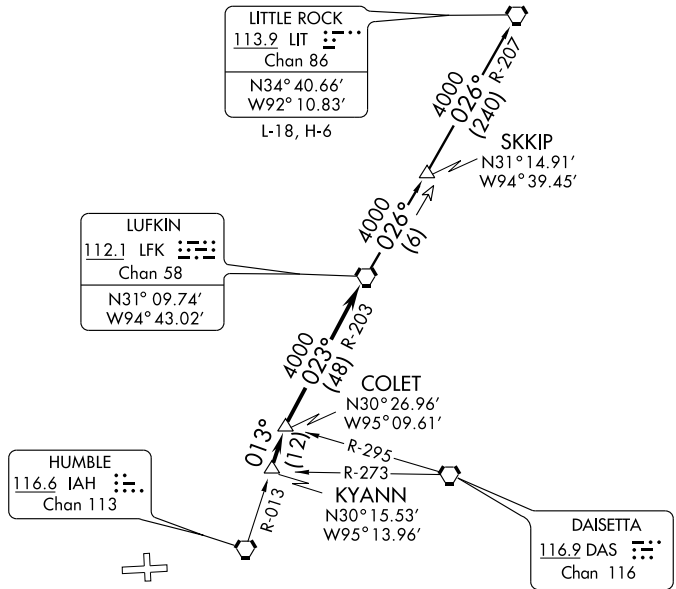 LITTLE ROCK
113.9 LIT
Chan 86
N34° 40.66'
W92° 10.83'
L-18, H-6
R-207
4000
026°
(240)
SKKIP
N31° 14.91'
W94° 39.45'
4000
026°
(6)
LUFKIN
112.1 LFK
Chan 58
N31° 09.74'
W94° 43.02'
4000
023°
(48)
R-203
COLET
N30° 26.96'
W95° 09.61'
013°
(12)
R-295
R-273
KYANN
N30° 15.53'
W95° 13.96'
HUMBLE
116.6 IAH
Chan 113
R-013
DAISETTA
116.9 DAS
Chan 116